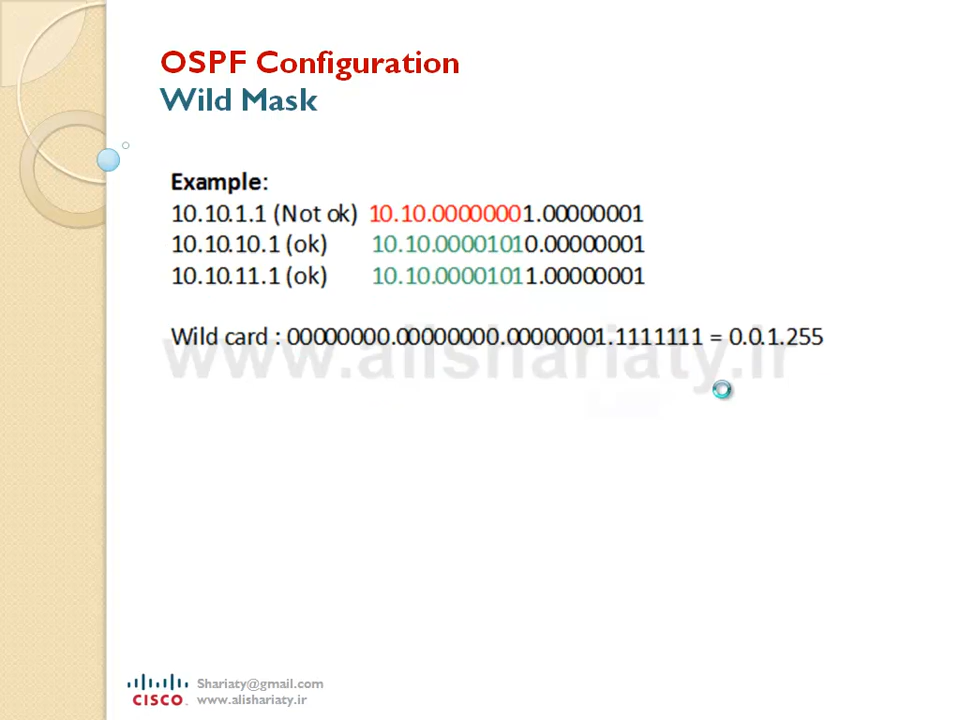 OSPF Configuration
Wild Mask
Example:
10.10.1.1 (Not ok) 10.10.00000001.00000001
10.10.10.1 (ok) 10.10.00001010.00000001
10.10.11.1 (ok) 10.10.00001011.00000001
Wild card : 00000000.00000000.00000001.1111111 = 0.0.1.255
www.alishariaty.ir
Shariaty@gmail.com
CISCO
www.alishariaty.ir